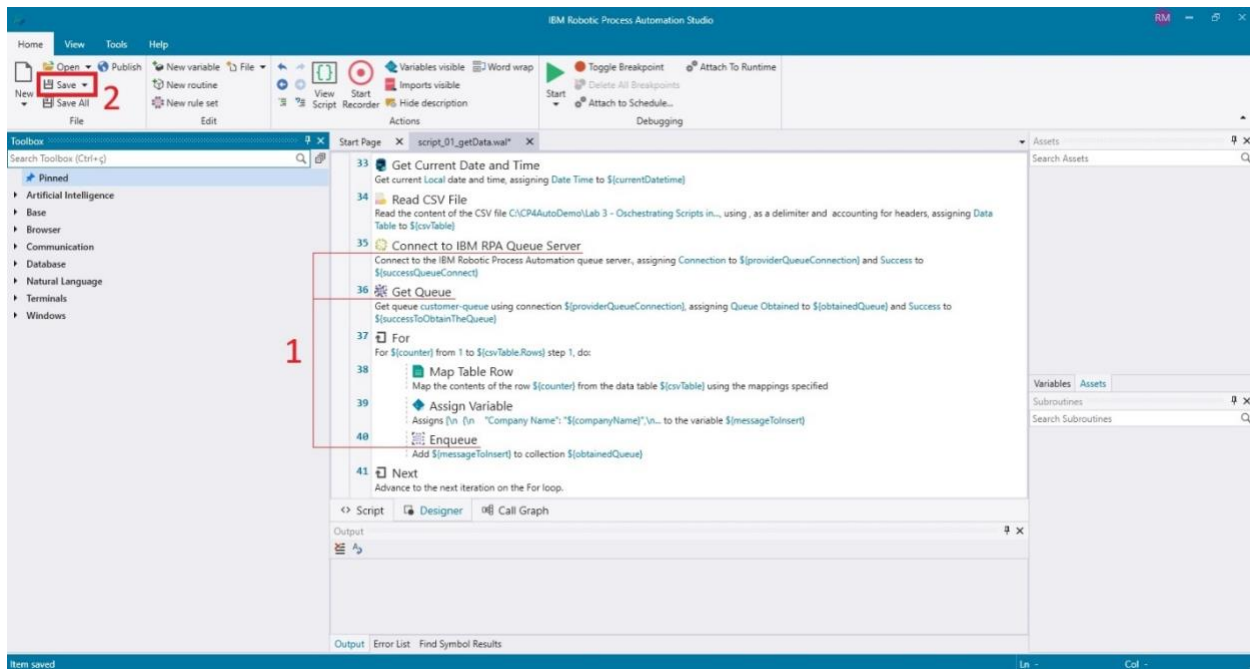 IBM Robotic Process Automation Studio
RM
Home View Tools Help
New
Open Publish
Save
Save All
2
File
New variable File
New routine
New rule set
Edit
View Script
Start Recorder
Variables visible Word wrap
Imports visible
Hide description
Actions
Start
Toggle Breakpoint Attach To Runtime
Delete All Breakpoints
Attach to Schedule...
Debugging
Toolbox
Search Toolbox (Ctrl+ç)
Pinned
Artificial Intelligence
Base
Browser
Communication
Database
Natural Language
Terminals
Windows
1
Start Page script_01_getData.wal*
33 Get Current Date and Time
Get current Local date and time, assigning Date Time to ${currentDatetime}
34 Read CSV File
Read the content of the CSV file C:\CP4AutoDemo\Lab 3 - Oschestrating Scripts in..., using , as a delimiter and accounting for headers, assigning Data
Table to ${csvTable}
35 Connect to IBM RPA Queue Server
Connect to the IBM Robotic Process Automation queue server., assigning Connection to ${providerQueueConnection} and Success to
${successQueueConnect}
36 Get Queue
Get queue customer-queue using connection ${providerQueueConnection}, assigning Queue Obtained to ${obtainedQueue} and Success to
${successToObtainTheQueue}
37 For
For ${counter} from 1 to ${csvTable.Rows} step 1, do:
38 Map Table Row
Map the contents of the row ${counter} from the data table ${csvTable} using the mappings specified
39 Assign Variable
Assigns [\n {\n "Company Name": "${companyName}",\n... to the variable ${messageToInsert}
40 Enqueue
Add ${messageToInsert} to collection ${obtainedQueue}
41 Next
Advance to the next iteration on the For loop.
Script Designer Call Graph
Output
Output Error List Find Symbol Results
Assets
Search Assets
Variables Assets
Subroutines
Search Subroutines
Item saved
Ln - Col -